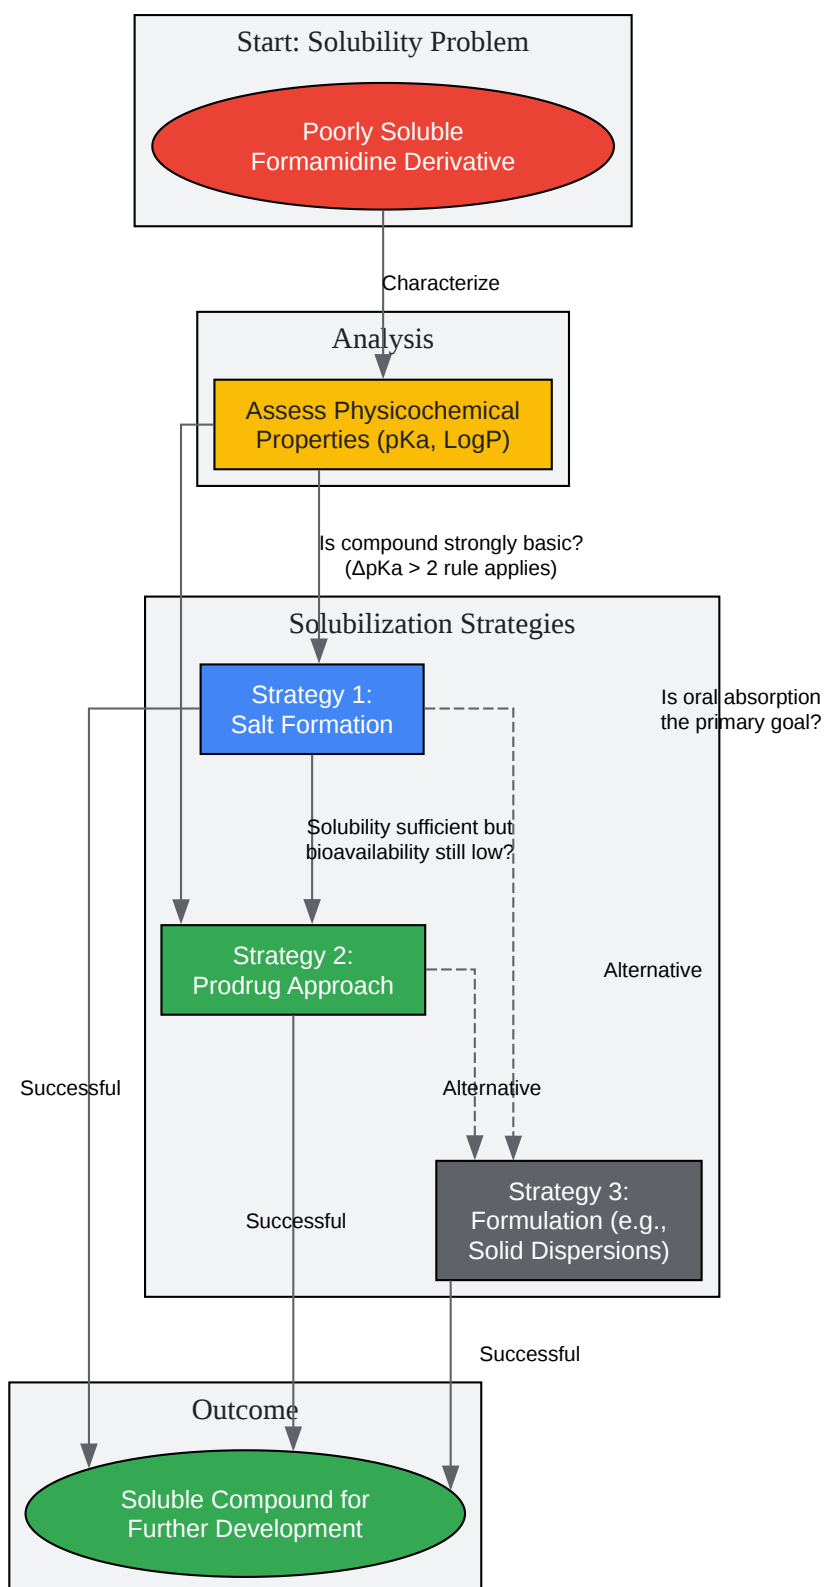 Start: Solubility Problem
Poorly Soluble
Formamidine Derivative
Characterize
Analysis
Assess Physicochemical
Properties (pKa, LogP)
Is compound strongly basic?
(ΔpKa > 2 rule applies)
Solubilization Strategies
Strategy 1:
Salt Formation
Is oral absorption
the primary goal?
Solubility sufficient but
bioavailability still low?
Strategy 2:
Prodrug Approach
Alternative
Successful
Alternative
Strategy 3:
Formulation (e.g.,
Solid Dispersions)
Successful
Successful
Outcome
Soluble Compound for
Further Development